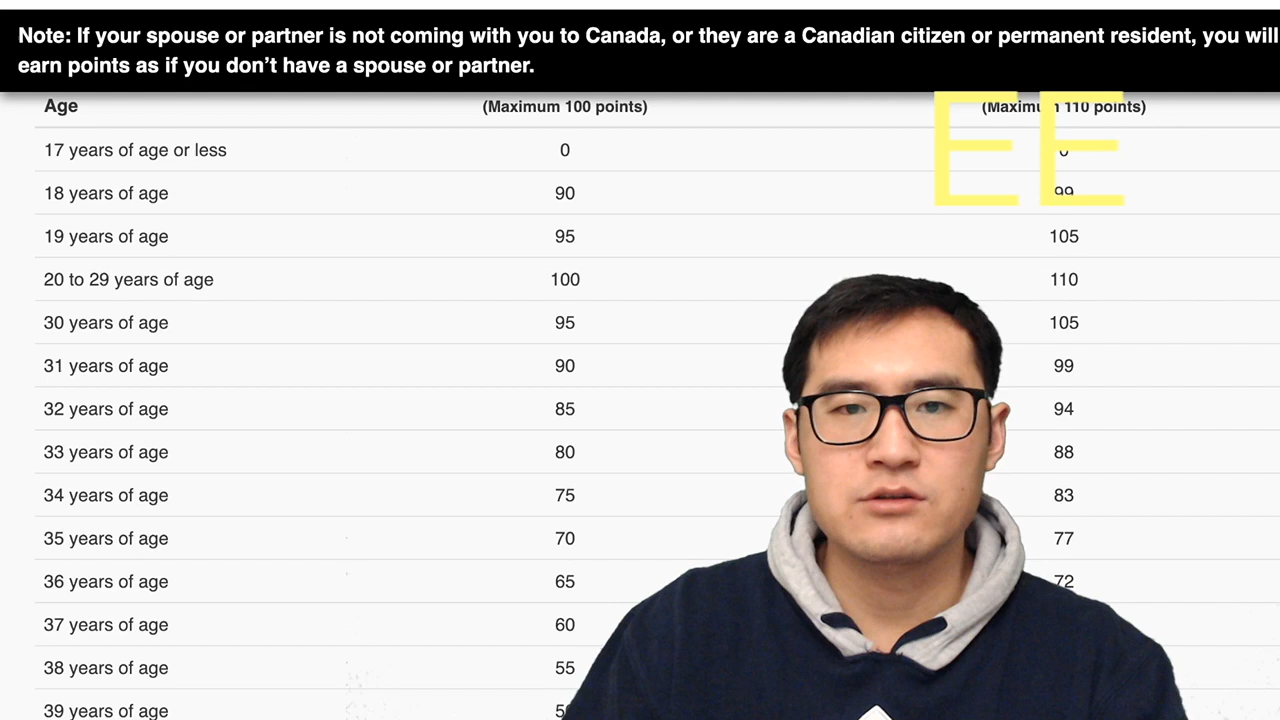 Note: If your spouse or partner is not coming with you to Canada, or they are a Canadian citizen or permanent resident, you will
earn points as if you don't have a spouse or partner.
EE
Age (Maximum 100 points) (Maximum 110 points)
17 years of age or less 0 0
18 years of age 90 99
19 years of age 95 105
20 to 29 years of age 100 110
30 years of age 95 105
31 years of age 90 99
32 years of age 85 94
33 years of age 80 88
34 years of age 75 83
35 years of age 70 77
36 years of age 65 72
37 years of age 60
38 years of age 55
39 years of age